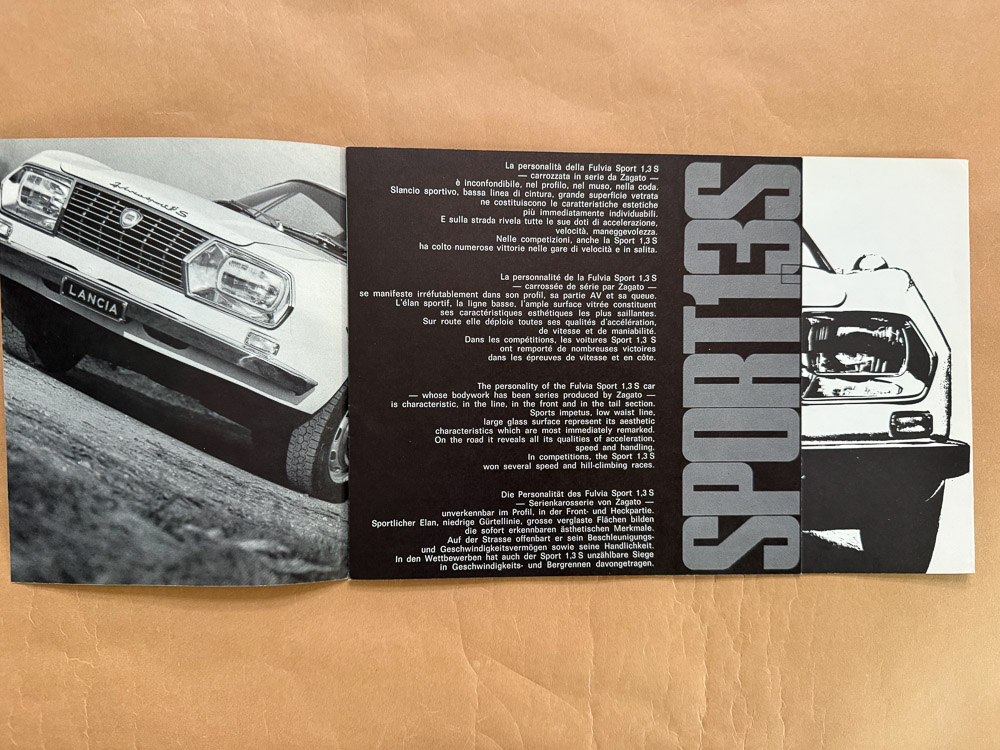 LANCIA
La personalità della Fulvia Sport 1,3 S
— carrozzata in serie da Zagato —
è inconfondibile, nel profilo, nel muso, nella coda.
Slancio sportivo, bassa linea di cintura, grande superficie vetrata
ne costituiscono le caratteristiche estetiche
più immediatamente individuabili.
E sulla strada rivela tutte le sue doti di accelerazione,
velocità, maneggevolezza.
Nelle competizioni, anche la Sport 1,3 S
ha colto numerose vittorie nelle gare di velocità e in salita.
La personnalité de la Fulvia Sport 1,3 S
— carrossée de série par Zagato —
se manifeste irréfutablement dans son profil, sa partie AV et sa queue.
L'élan sportif, la ligne basse, l'ample surface vitrée constituent
ses caractéristiques esthétiques les plus saillantes.
Sur route elle déploie toutes ses qualités d'accélération,
de vitesse et de maniabilité.
Dans les compétitions, les voitures Sport 1,3 S
ont remporté de nombreuses victoires
dans les épreuves de vitesse et en côte.
The personality of the Fulvia Sport 1,3 S car
— whose bodywork has been series produced by Zagato —
is characteristic, in the line, in the front and in the tail section.
Sports impetus, low waist line,
large glass surface represent its aesthetic
characteristics which are most immediately remarked.
On the road it reveals all its qualities of acceleration,
speed and handling.
In competitions, the Sport 1,3 S
won several speed and hill-climbing races.
Die Personalität des Fulvia Sport 1,3 S
— Serienkarosserie von Zagato —
unverkennbar im Profil, in der Front- und Heckpartie.
Sportlicher Elan, niedrige Gürtellinie, grosse verglaste Flächen bilden
die sofort erkennbaren ästhetischen Merkmale.
Auf der Strasse offenbart er sein Beschleunigungs-
und Geschwindigkeitsvermögen sowie seine Handlichkeit.
In den Wettbewerben hat auch der Sport 1,3 S unzählbare Siege
in Geschwindigkeits- und Bergrennen davongetragen.
SPORT 1'3S